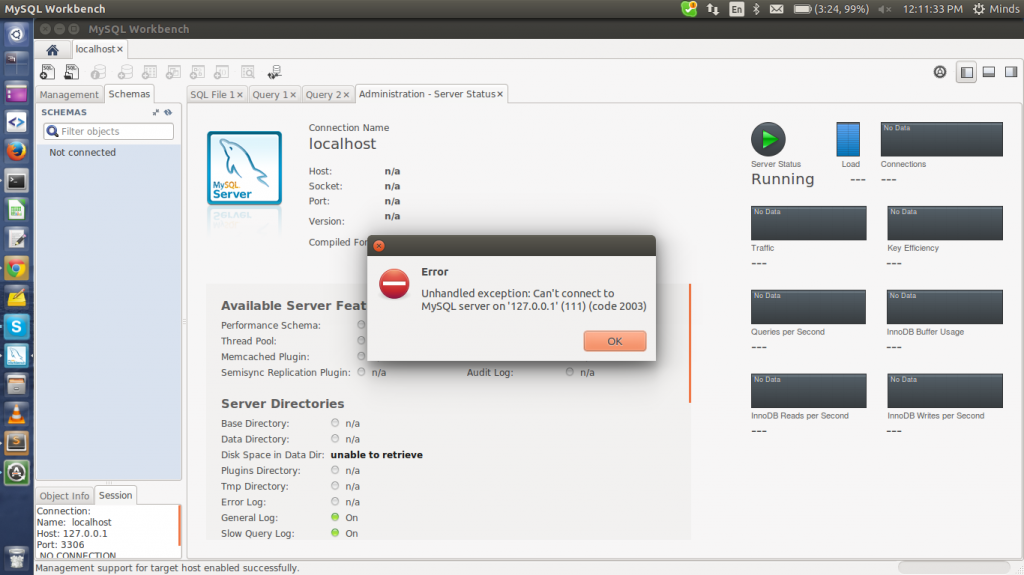 MySQL Workbench
En
(3:24, 99%)
12:11:33 PM
Minds
MySQL Workbench
localhost ×
Management
Schemas
SQL File 1 ×
Query 1 ×
Query 2 ×
Administration - Server Status ×
SCHEMAS
Filter objects
Not connected
MySQL
Server
Connection Name
localhost
Host: n/a
Socket: n/a
Port: n/a
Version: n/a
Compiled For
Server Status
Running
Load
---
No Data
Connections
---
No Data
Traffic
---
No Data
Key Efficiency
---
No Data
Queries per Second
---
No Data
InnoDB Buffer Usage
---
No Data
InnoDB Reads per Second
---
No Data
InnoDB Writes per Second
---
Error
Unhandled exception: Can't connect to
MySQL server on '127.0.0.1' (111) (code 2003)
OK
Available Server Feat
Performance Schema:
Thread Pool:
Memcached Plugin:
Semisync Replication Plugin: n/a
Audit Log: n/a
Server Directories
Base Directory: n/a
Data Directory: n/a
Disk Space in Data Dir: unable to retrieve
Plugins Directory: n/a
Tmp Directory: n/a
Error Log: n/a
General Log: On
Slow Query Log: On
Object Info
Session
Connection:
Name: localhost
Host: 127.0.0.1
Port: 3306
NO CONNECTION
Management support for target host enabled successfully.